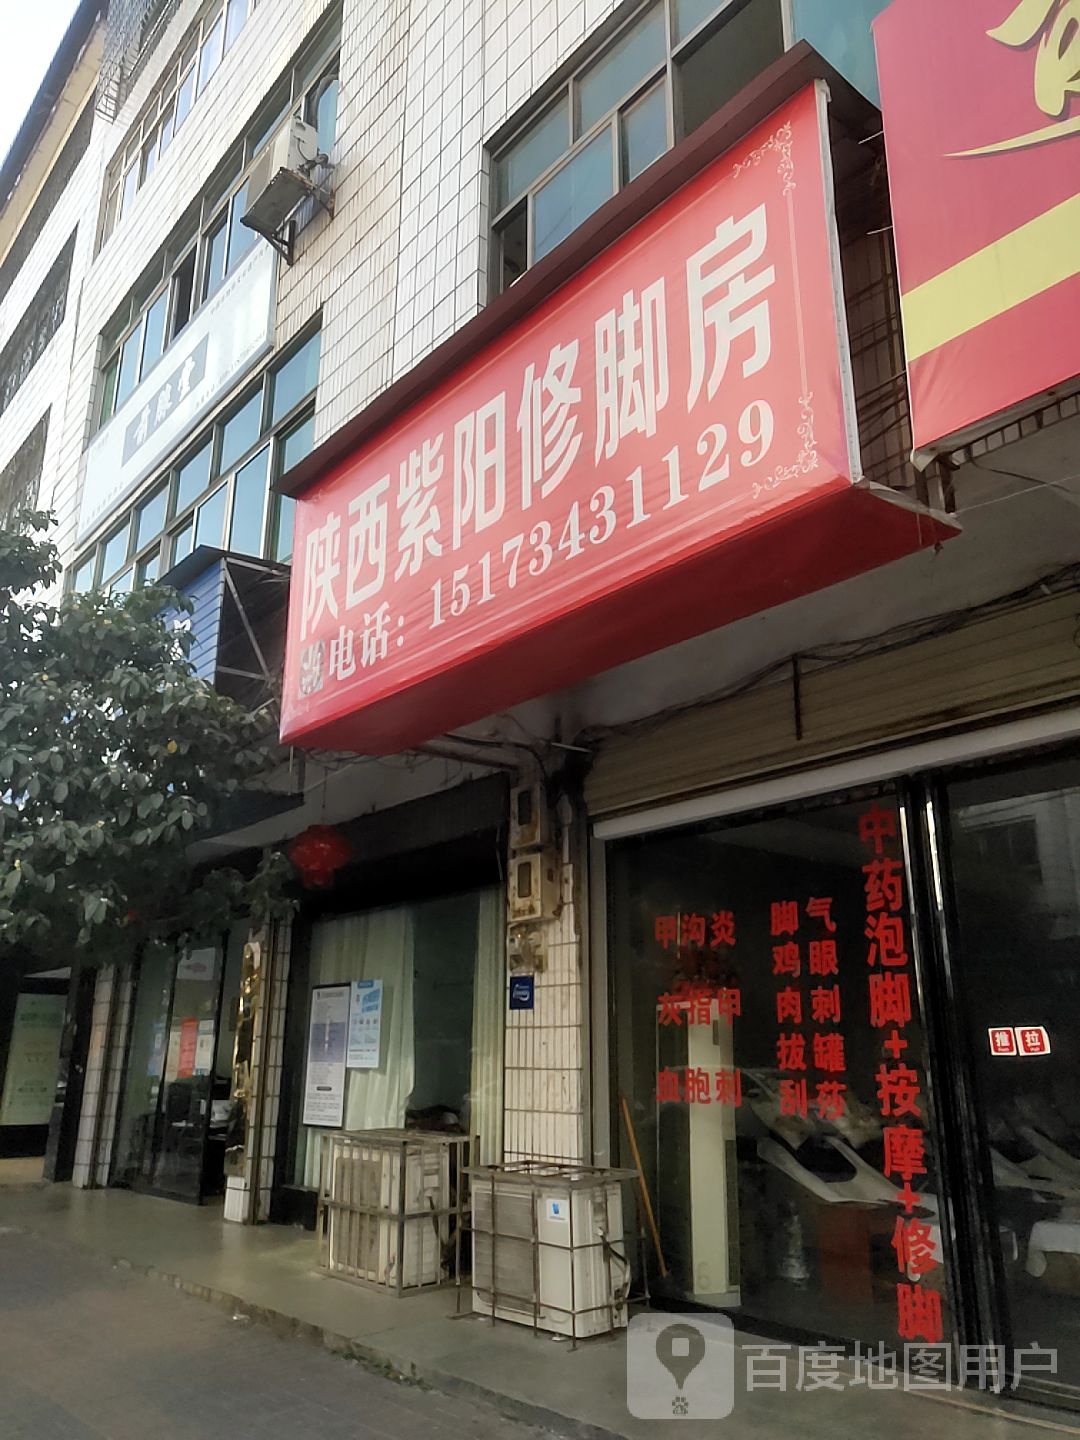 陕西紫阳修脚房
电话：15173431129
中药泡脚+按摩+修脚
脚气
鸡眼
肉刺
拔罐
刮莎
甲沟炎
灰指甲
血胞刺
推 拉
百度地图用户